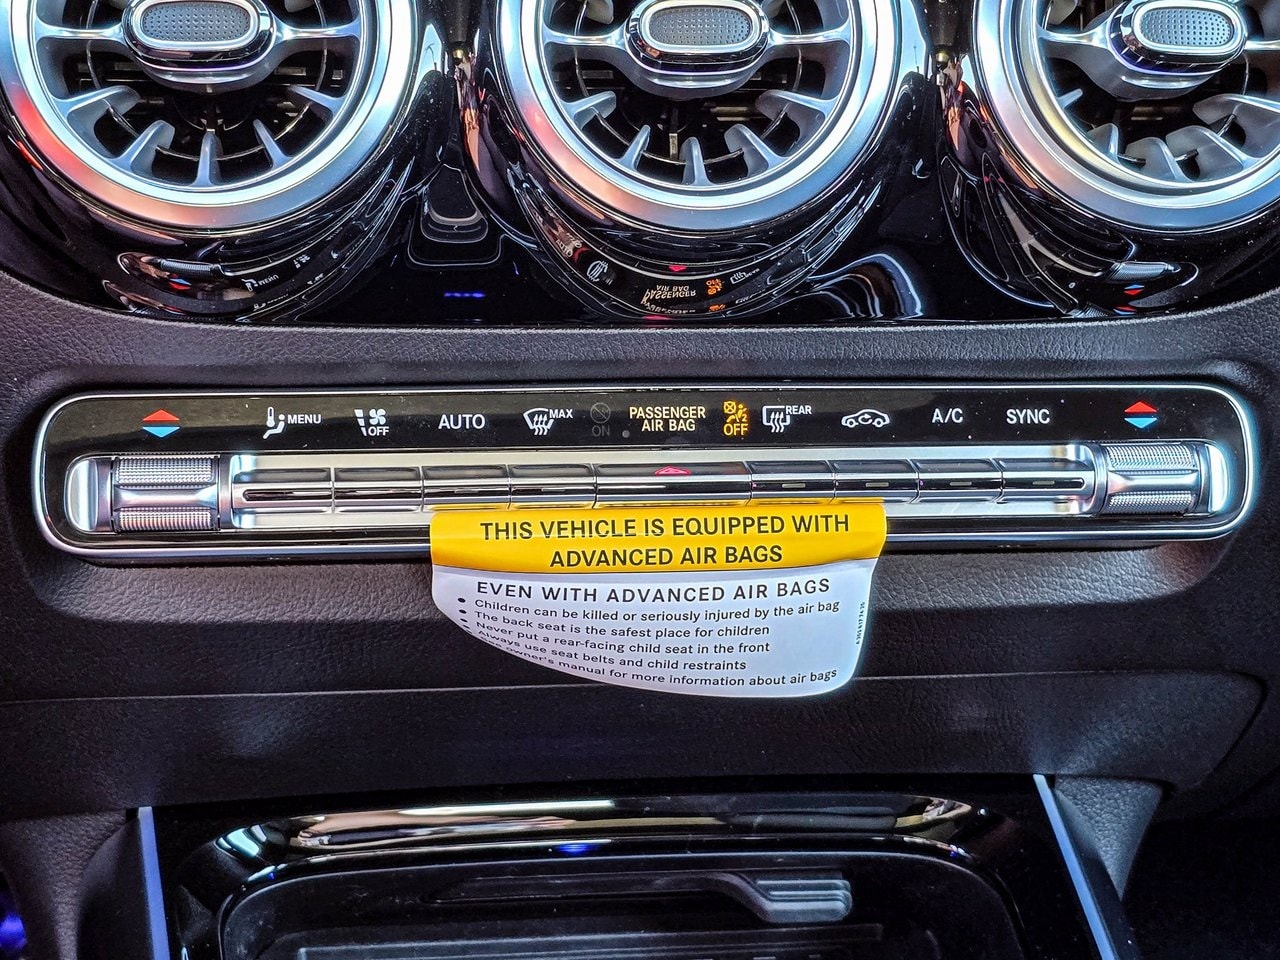 MENU
OFF
AUTO
MAX
ON
PASSENGER
AIR BAG
2
OFF
REAR
A/C
SYNC
THIS VEHICLE IS EQUIPPED WITH
ADVANCED AIR BAGS
EVEN WITH ADVANCED AIR BAGS
• Children can be killed or seriously injured by the air bag
• The back seat is the safest place for children
• Never put a rear-facing child seat in the front
Always use seat belts and child restraints
owner's manual for more information about air bags